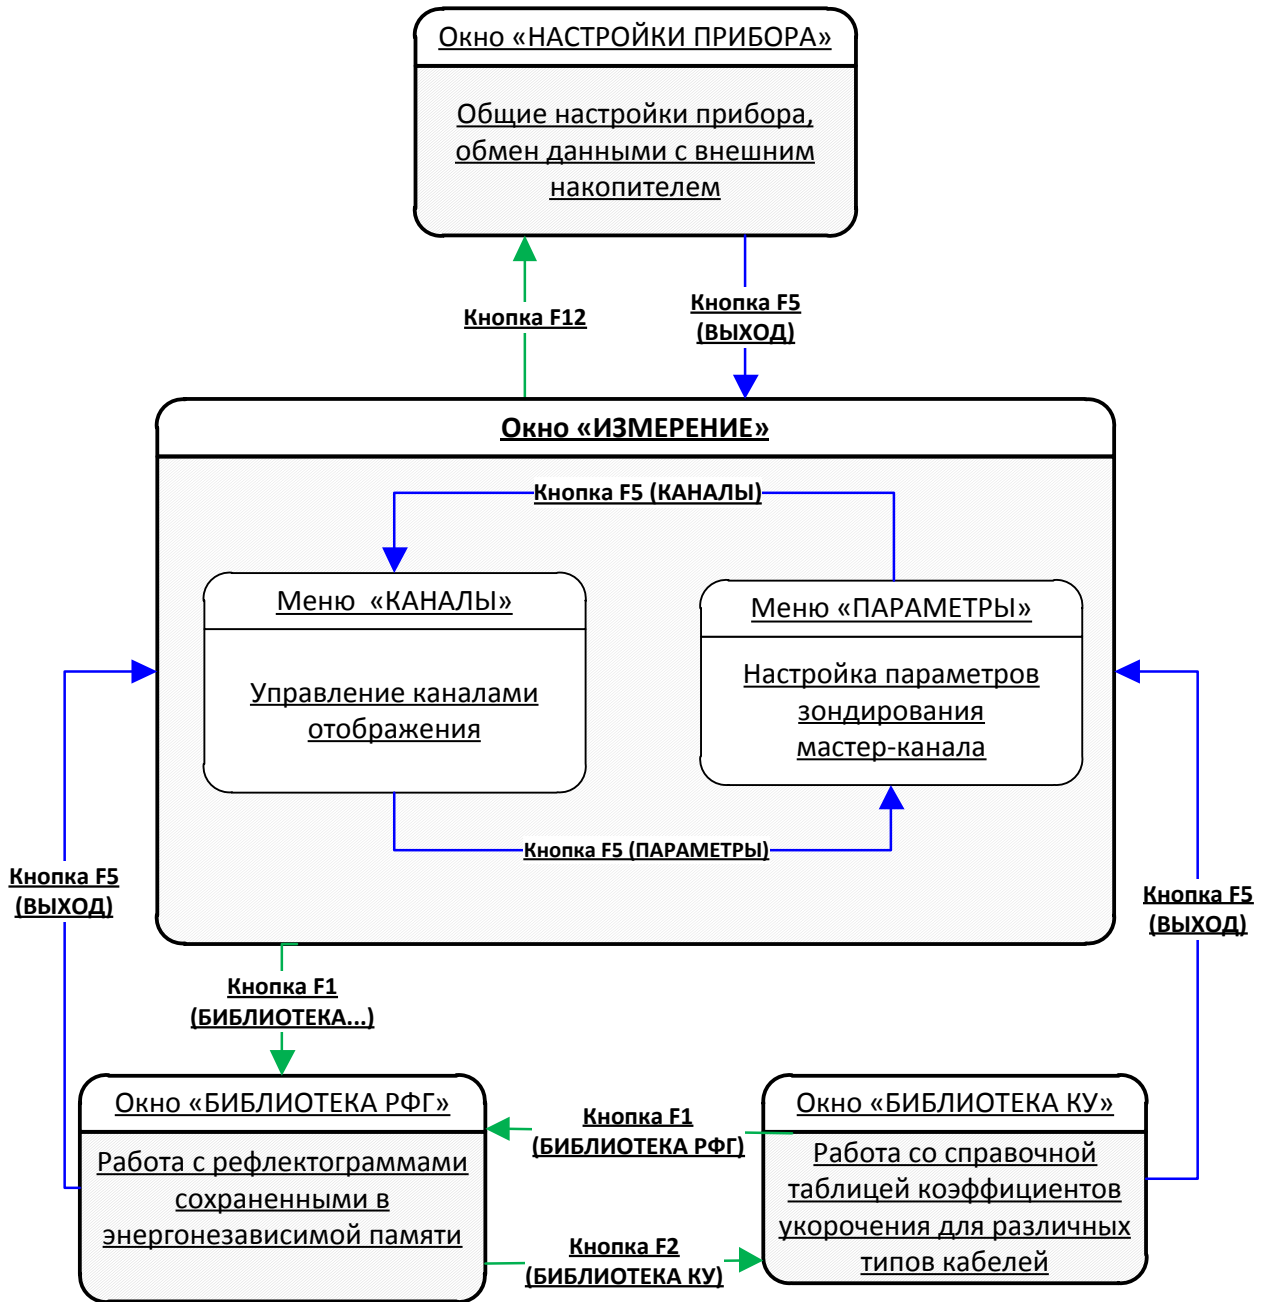 Окно «НАСТРОЙКИ ПРИБОРА»
Общие настройки прибора,
обмен данными с внешним
накопителем
Кнопка F12
Кнопка F5
(ВЫХОД)
Окно «ИЗМЕРЕНИЕ»
Кнопка F5 (КАНАЛЫ)
Меню «КАНАЛЫ»
Управление каналами
отображения
Меню «ПАРАМЕТРЫ»
Настройка параметров
зондирования
мастер-канала
Кнопка F5 (ПАРАМЕТРЫ)
Кнопка F5
(ВЫХОД)
Кнопка F5
(ВЫХОД)
Кнопка F1
(БИБЛИОТЕКА...)
Окно «БИБЛИОТЕКА РФГ»
Работа с рефлектограммами
сохраненными в
энергонезависимой памяти
Кнопка F1
(БИБЛИОТЕКА РФГ)
Кнопка F2
(БИБЛИОТЕКА КУ)
Окно «БИБЛИОТЕКА КУ»
Работа со справочной
таблицей коэффициентов
укорочения для различных
типов кабелей